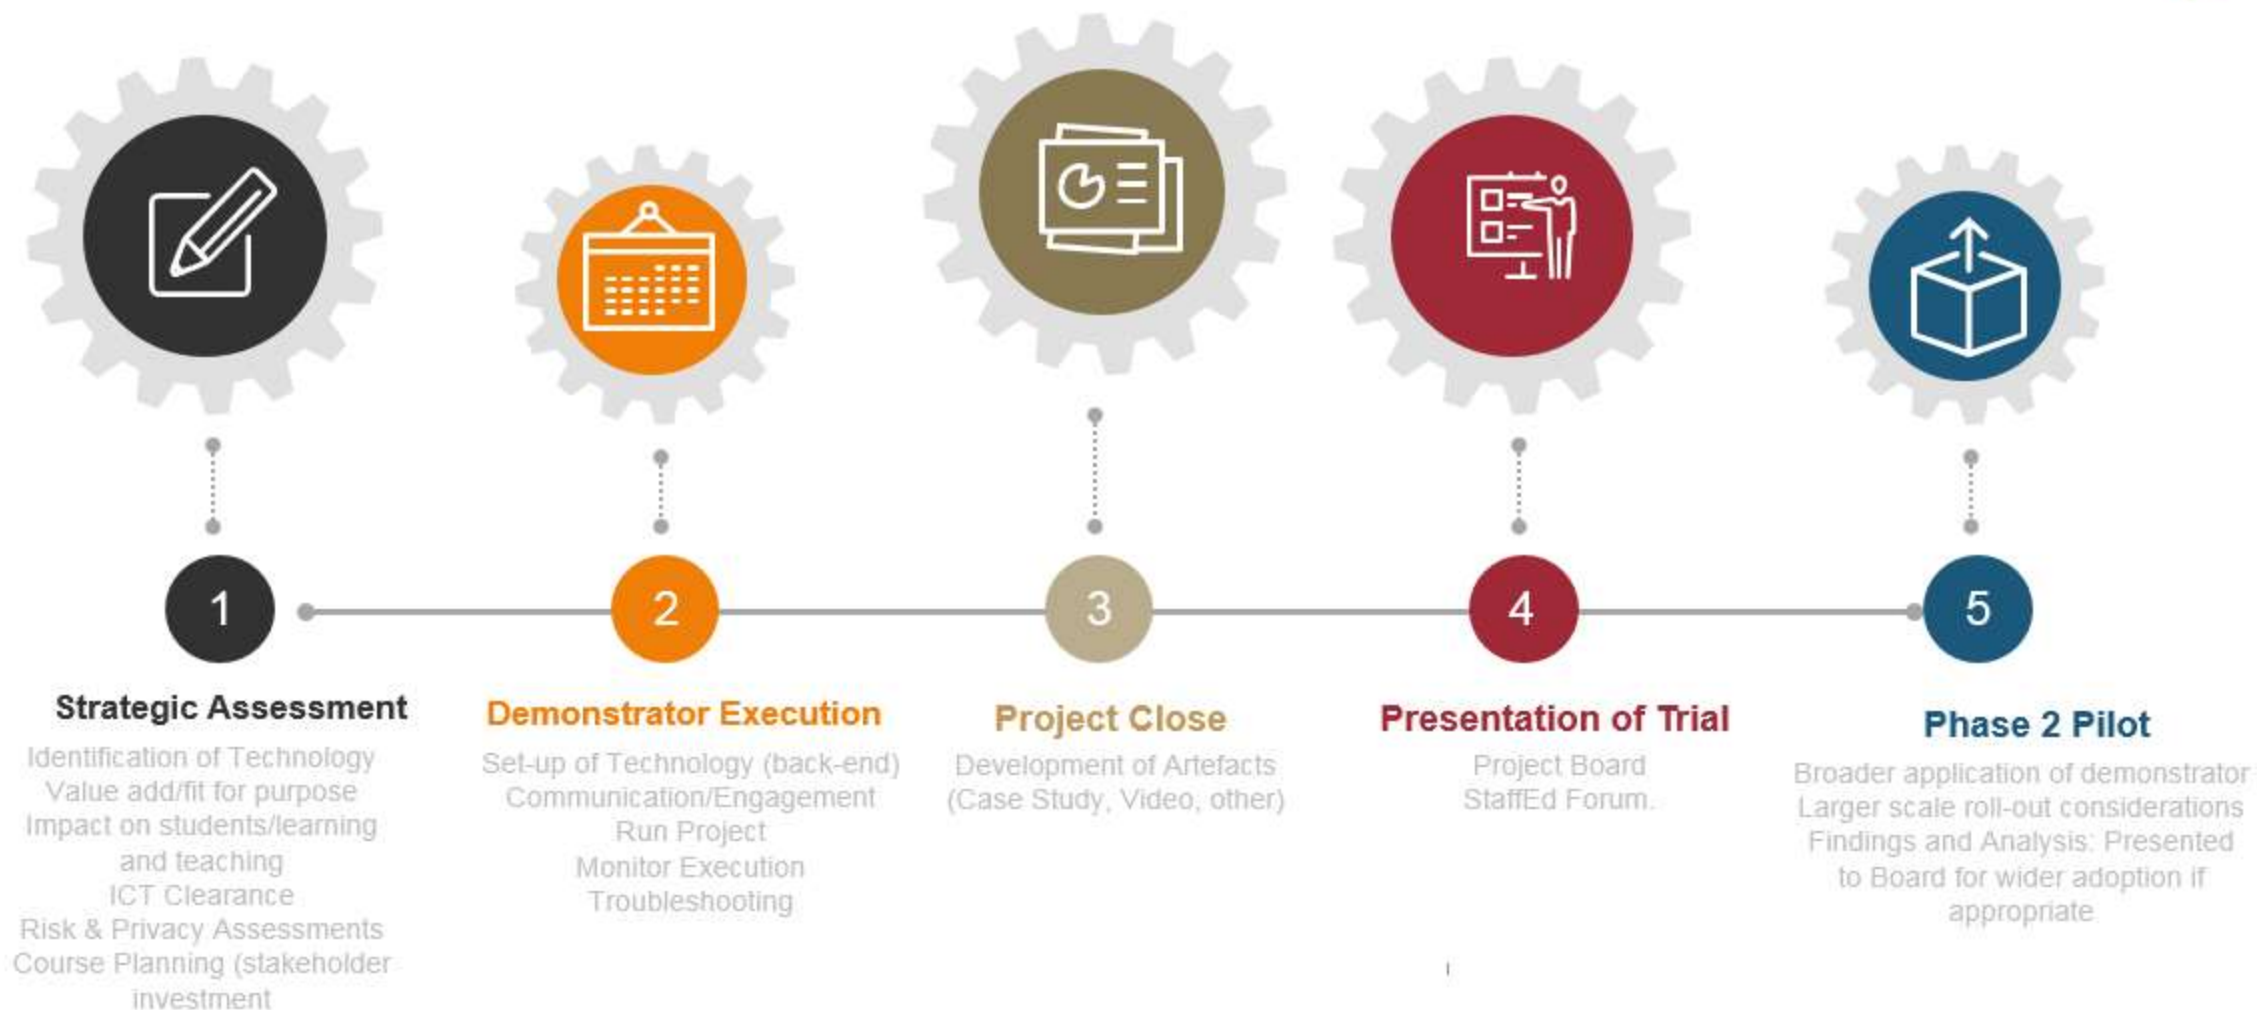 1
Strategic Assessment
Identification of Technology
Value add/fit for purpose
Impact on students/learning
and teaching
ICT Clearance
Risk & Privacy Assessments
Course Planning (stakeholder
investment
2
Demonstrator Execution
Set-up of Technology (back-end)
Communication/Engagement
Run Project
Monitor Execution
Troubleshooting
3
Project Close
Development of Artefacts
(Case Study, Video, other)
4
Presentation of Trial
Project Board
StaffEd Forum.
5
Phase 2 Pilot
Broader application of demonstrator
Larger scale roll-out considerations
Findings and Analysis: Presented
to Board for wider adoption if
appropriate